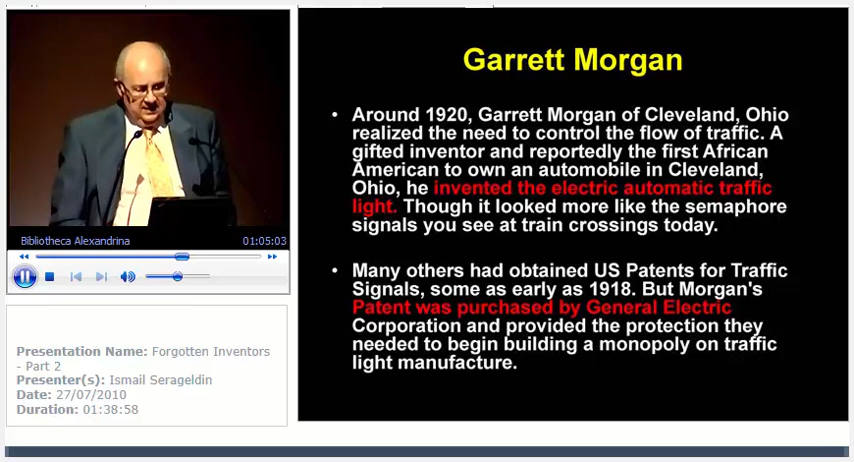 Bibliotheca Alexandrina
01:05:03
Presentation Name: Forgotten Inventors
- Part 2
Presenter(s): Ismail Serageldin
Date: 27/07/2010
Duration: 01:38:58
Garrett Morgan
• Around 1920, Garrett Morgan of Cleveland, Ohio
realized the need to control the flow of traffic. A
gifted inventor and reportedly the first African
American to own an automobile in Cleveland,
Ohio, he invented the electric automatic traffic
light. Though it looked more like the semaphore
signals you see at train crossings today.
• Many others had obtained US Patents for Traffic
Signals, some as early as 1918. But Morgan's
Patent was purchased by General Electric
Corporation and provided the protection they
needed to begin building a monopoly on traffic
light manufacture.